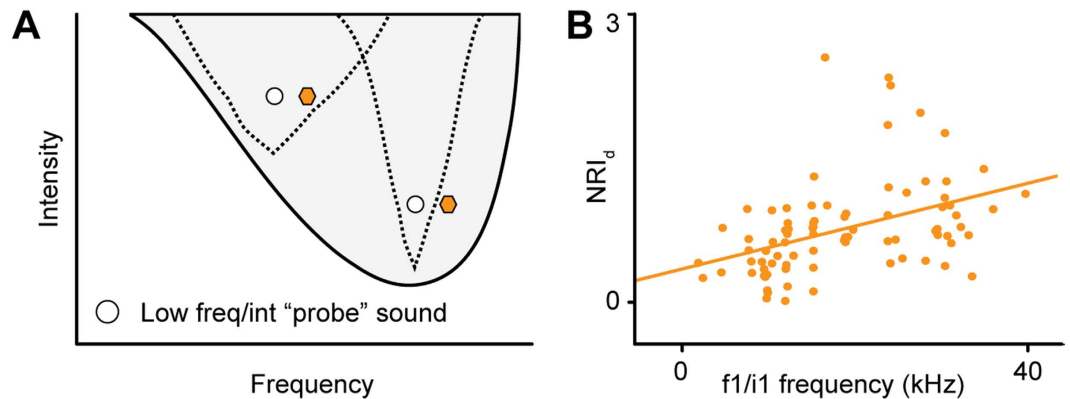 A
Intensity
Low freq/int “probe” sound
Frequency
B
3
NRId
0
0
40
f1/i1 frequency (kHz)